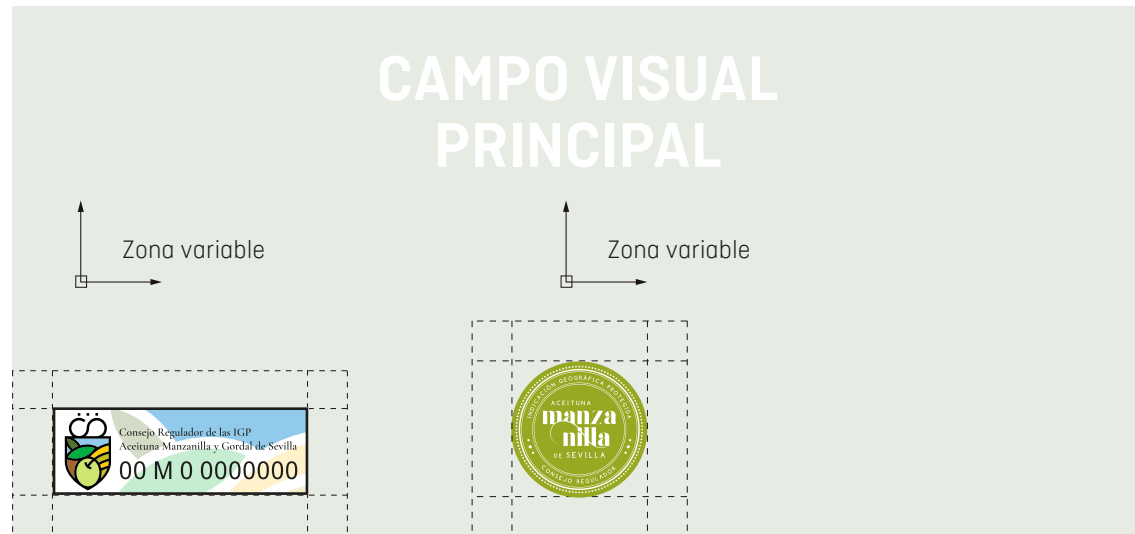 CAMPO VISUAL
PRINCIPAL
Zona variable
Zona variable
Consejo Regulador de las IGP
Aceituna Manzanilla y Gordal de Sevilla
00 M 0 0000000
INDICACIÓN GEOGRÁFICA PROTEGIDA
ACEITUNA
manza
nilla
DE SEVILLA
CONSEJO REGULADOR